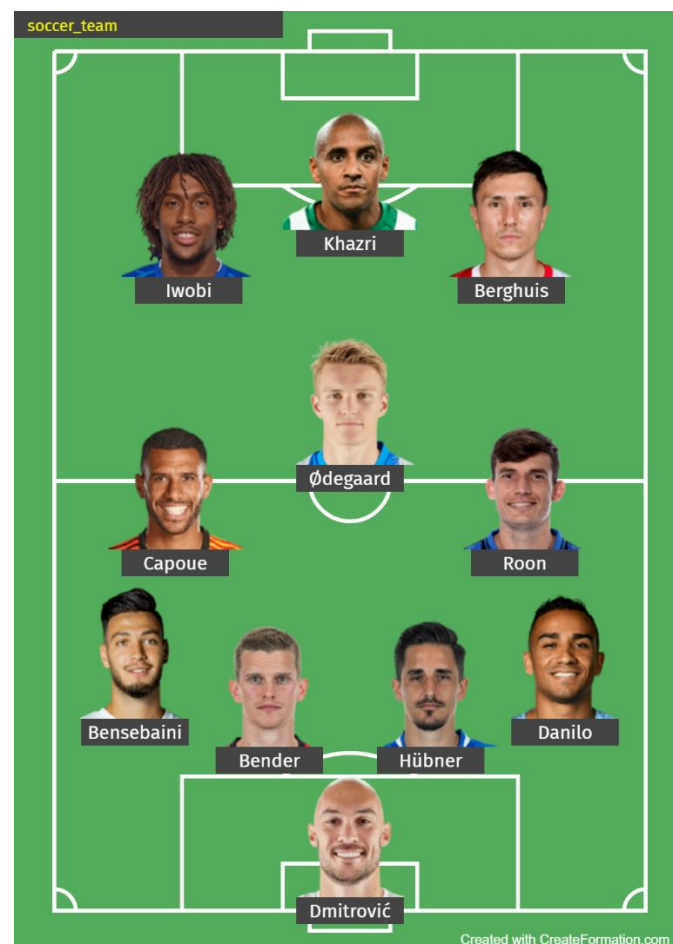 soccer_team
Khazri
Iwobi
Berghuis
Ødegaard
Capoue
Roon
Bensebaini
Danilo
Bender
Hübner
Dmitrović
Created with CreateFormation.com